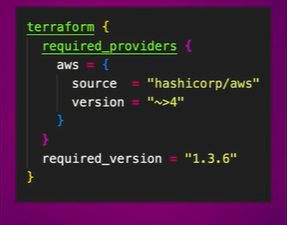 terraform {
  required_providers {
    aws = {
      source  = "hashicorp/aws"
      version = "~>4"
    }
  }
  required_version = "1.3.6"
}